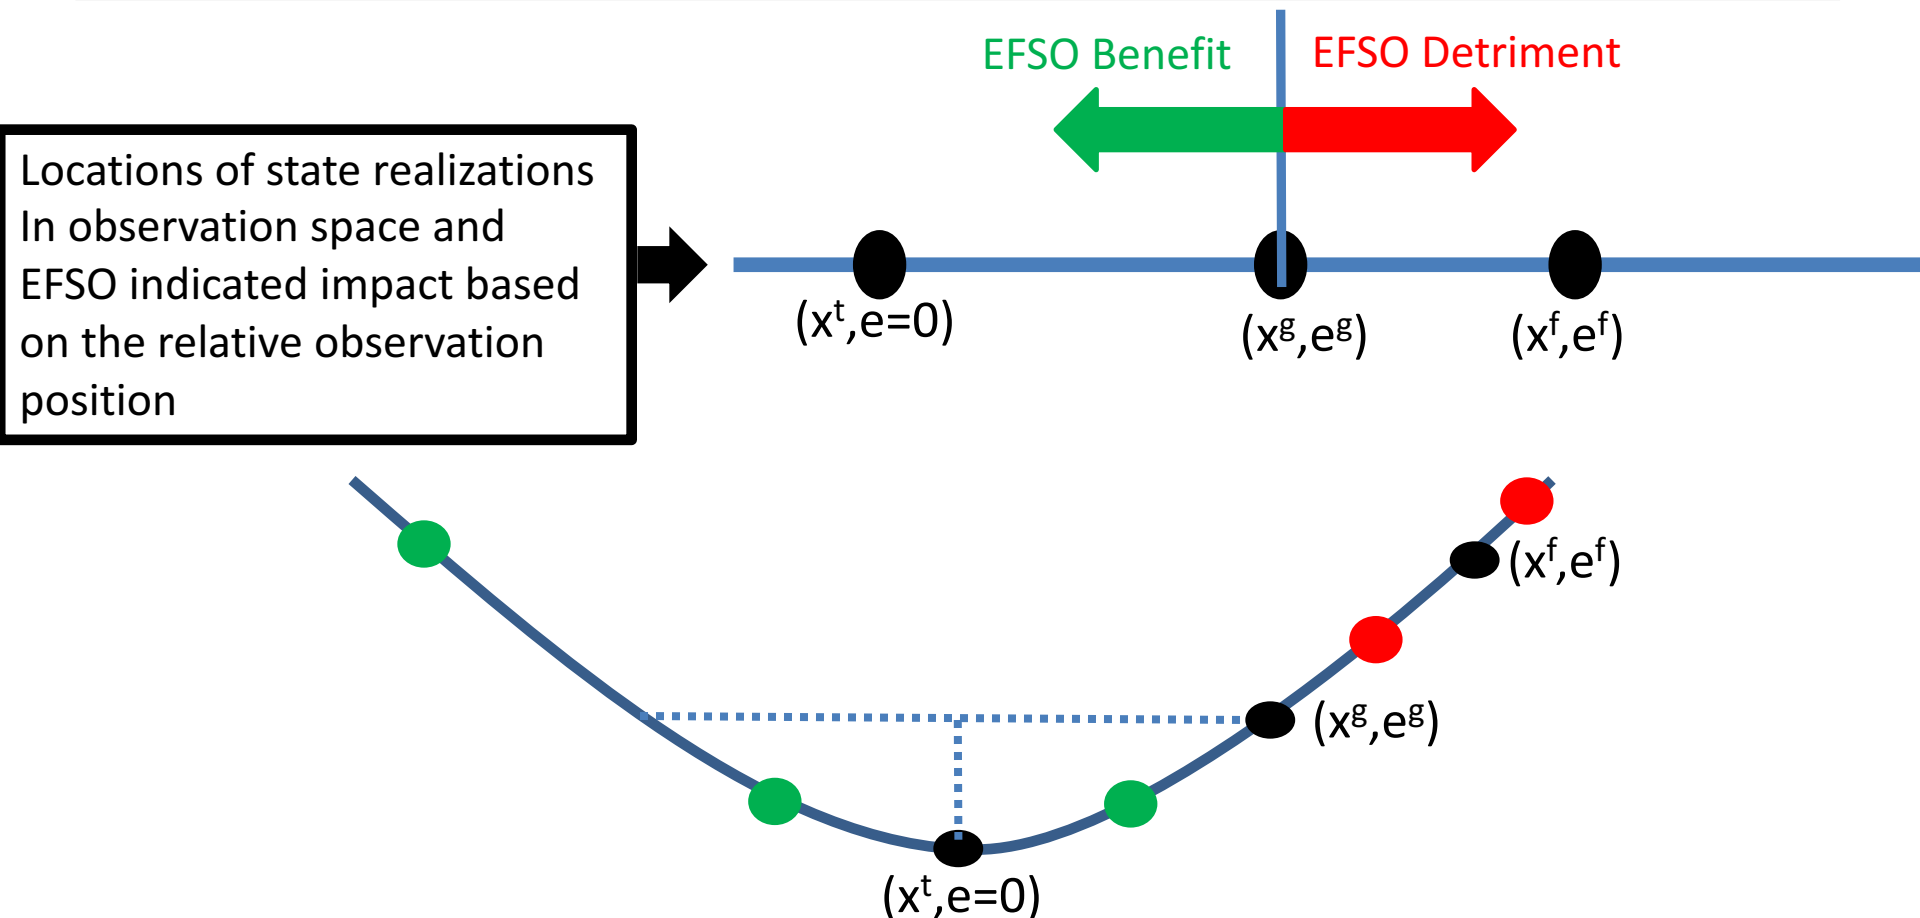 EFSO Benefit
EFSO Detriment
Locations of state realizations
In observation space and
EFSO indicated impact based
on the relative observation
position
(xᵗ,e=0)
(xᵍ,eᵍ)
(xᶠ,eᶠ)
(xᶠ,eᶠ)
(xᵍ,eᵍ)
(xᵗ,e=0)